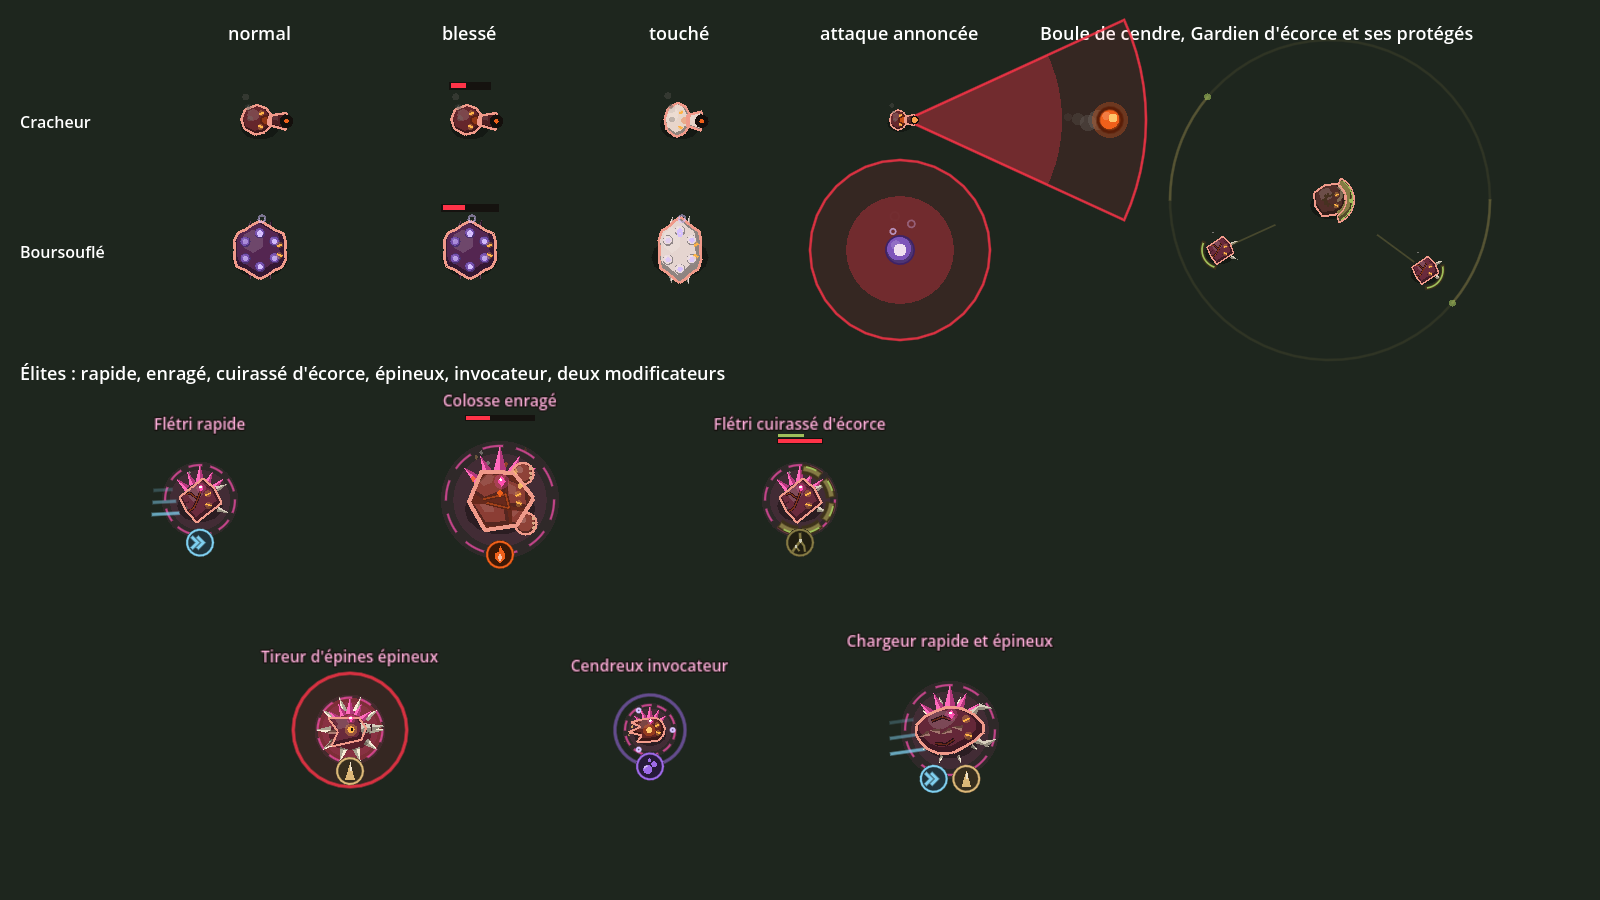 normal
blessé
touché
attaque annoncée
Boule de cendre, Gardien d'écorce et ses protégés
Cracheur
Boursouflé
Élites : rapide, enragé, cuirassé d'écorce, épineux, invocateur, deux modificateurs
Flétri rapide
Colosse enragé
Flétri cuirassé d'écorce
Tireur d'épines épineux
Cendreux invocateur
Chargeur rapide et épineux